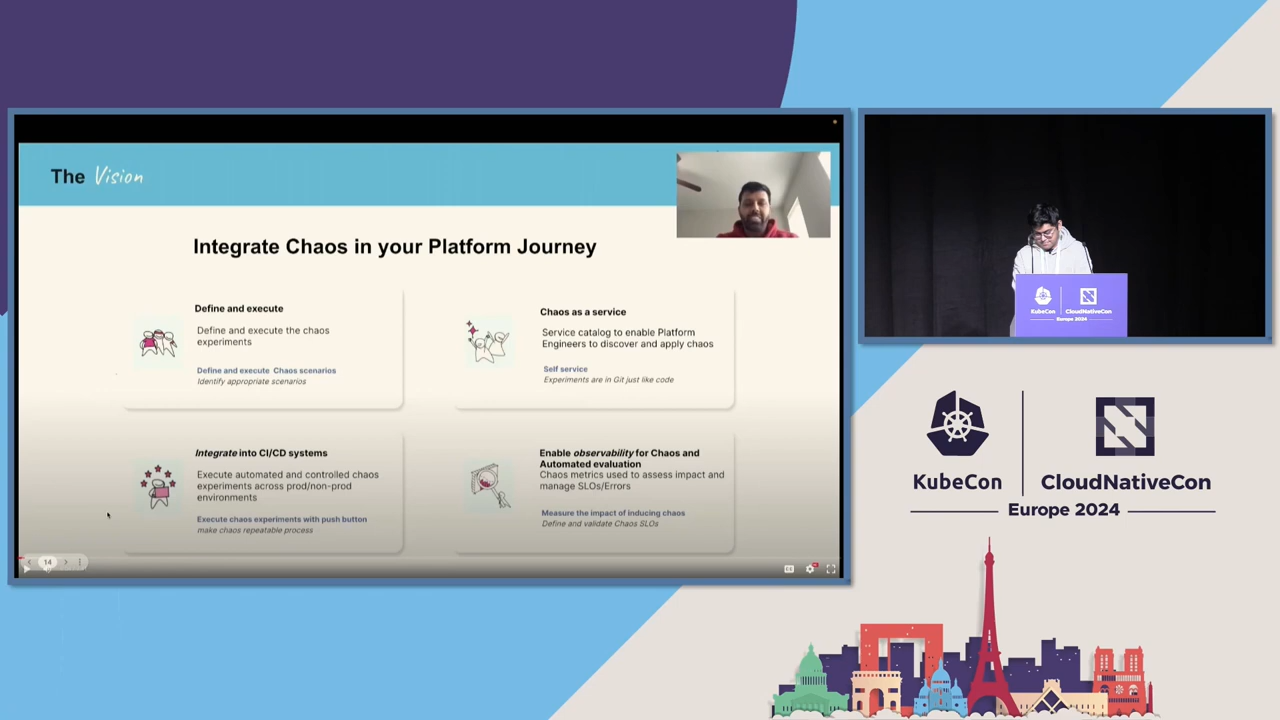 The Vision
Integrate Chaos in your Platform Journey
Define and execute
Define and execute the chaos
experiments
Define and execute Chaos scenarios
Identify appropriate scenarios
Chaos as a service
Service catalog to enable Platform
Engineers to discover and apply chaos
Self service
Experiments are in Git just like code
Integrate into CI/CD systems
Execute automated and controlled chaos
experiments across prod/non-prod
environments
Execute chaos experiments with push button
make chaos repeatable process
Enable observability for Chaos and
Automated evaluation
Chaos metrics used to assess impact and
manage SLOs/Errors
Measure the impact of inducing chaos
Define and validate Chaos SLOs
14
KubeCon
CloudNativeCon
Europe 2024
KubeCon
CloudNativeCon
Europe 2024